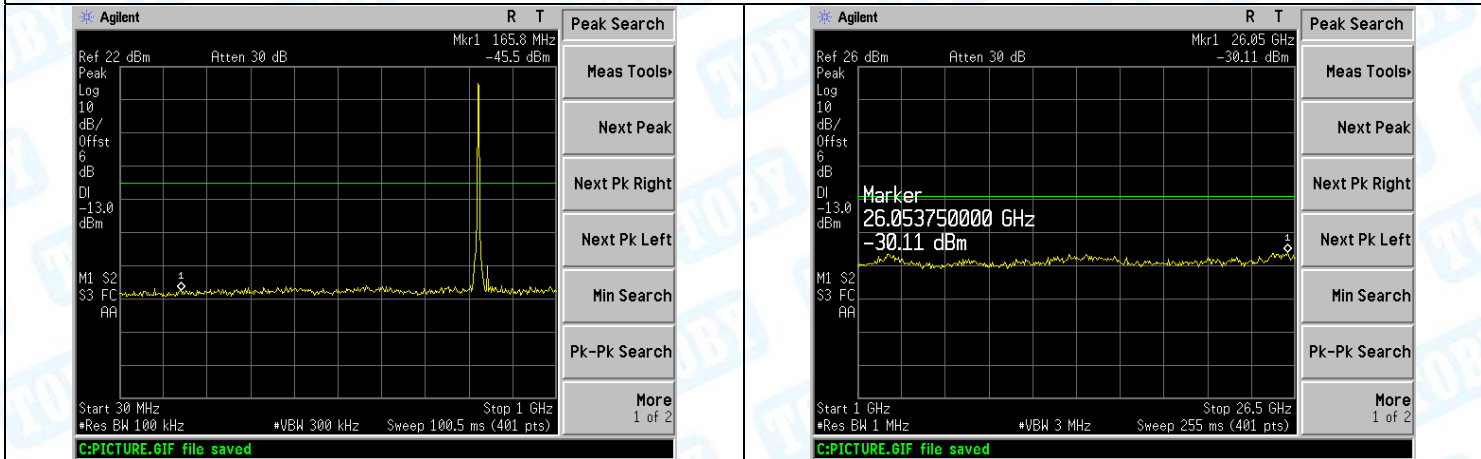 Agilent R T
Peak Search
Mkr1 165.8 MHz
Ref 22 dBm Atten 30 dB -45.5 dBm
Peak
Log
10
dB/
Offst
6
dB
DI
-13.0
dBm
M1 S2
S3 FC
AA
1
Start 30 MHz Stop 1 GHz
#Res BW 100 kHz #VBW 300 kHz Sweep 100.5 ms (401 pts)
C:PICTURE.GIF file saved
Meas Tools
Next Peak
Next Pk Right
Next Pk Left
Min Search
Pk-Pk Search
More
1 of 2
Agilent R T
Peak Search
Mkr1 26.05 GHz
Ref 26 dBm Atten 30 dB -30.11 dBm
Peak
Log
10
dB/
Offst
6
dB
DI
-13.0
dBm
Marker
26.053750000 GHz
-30.11 dBm
1
M1 S2
S3 FC
AA
Start 1 GHz Stop 26.5 GHz
#Res BW 1 MHz #VBW 3 MHz Sweep 255 ms (401 pts)
C:PICTURE.GIF file saved
Meas Tools
Next Peak
Next Pk Right
Next Pk Left
Min Search
Pk-Pk Search
More
1 of 2
TOBY